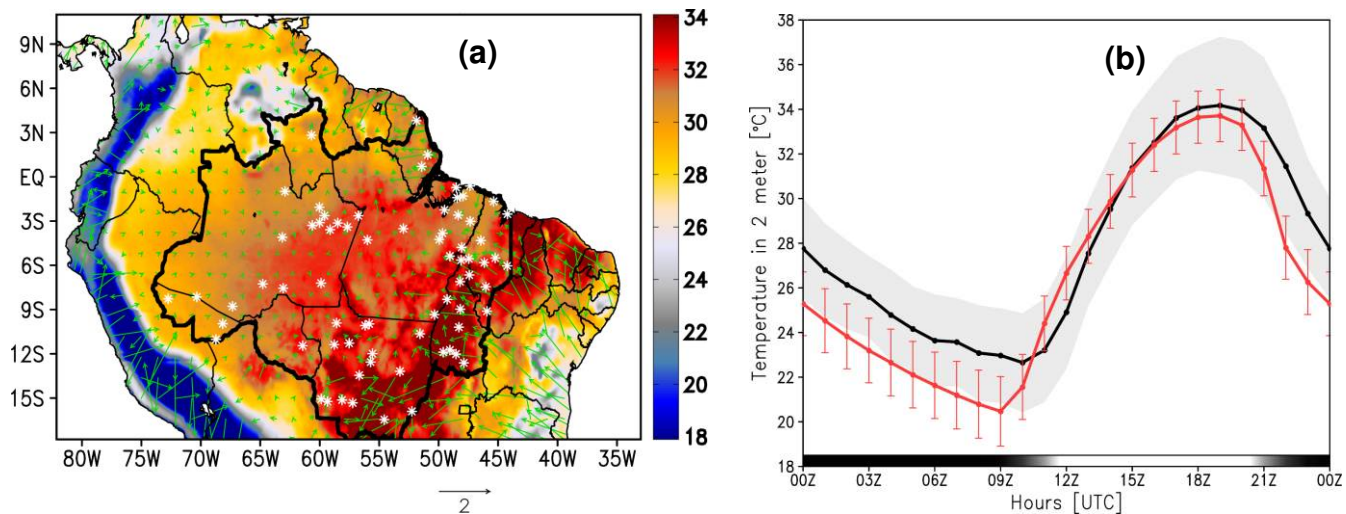 (a)
9N
6N
3N
EQ
3S
6S
9S
12S
15S
80W 75W 70W 65W 60W 55W 50W 45W 40W 35W
2
34
32
30
28
26
24
22
20
18
(b)
Temperature in 2 meter [°C]
38
36
34
32
30
28
26
24
22
20
18
00Z 03Z 06Z 09Z 12Z 15Z 18Z 21Z 00Z
Hours [UTC]